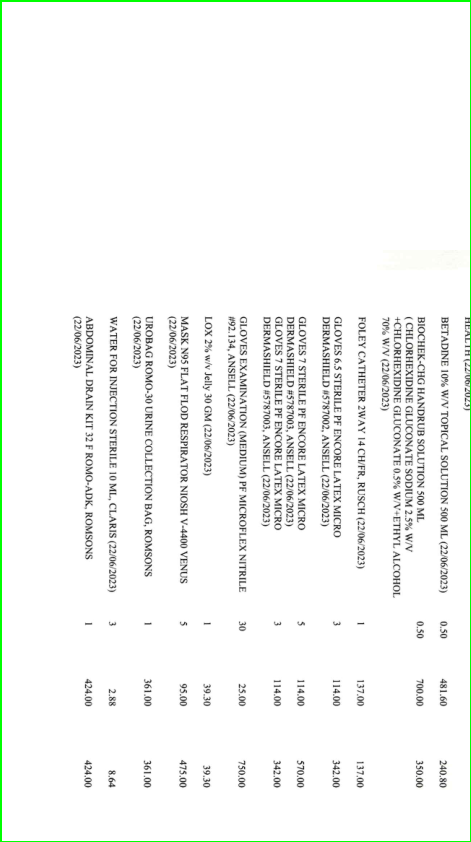 HEALTH (22/06/2023)
BETADINE 10% W/V TOPICAL SOLUTION 500 ML (22/06/2023) 0.50 481.60 240.80
BIOCHEK-CHG HANDRUB SOLUTION 500 ML 0.50 700.00 350.00
( CHLORHEXIDINE GLUCONATE SODIUM 2.5% W/V
+CHLORHEXIDINE GLUCONATE 0.5% W/V+ETHYL ALCOHOL
70% W/V (22/06/2023)
FOLEY CATHETER 2WAY 14 CH/FR, RUSCH (22/06/2023) 1 137.00 137.00
GLOVES 6.5 STERILE PF ENCORE LATEX MICRO 3 114.00 342.00
DERMASHIELD #5787002, ANSELL (22/06/2023)
GLOVES 7 STERILE PF ENCORE LATEX MICRO 5 114.00 570.00
DERMASHIELD #5787003, ANSELL (22/06/2023)
GLOVES 7 STERILE PF ENCORE LATEX MICRO 3 114.00 342.00
DERMASHIELD #5787003, ANSELL (22/06/2023)
GLOVES EXAMINATION (MEDIUM) PF MICROFLEX NITRILE 30 25.00 750.00
#92.134, ANSELL (22/06/2023)
LOX 2% w/v Jelly 30 GM (22/06/2023) 1 39.30 39.30
MASK N95 FLAT FLOD RESPIRATOR NIOSH V-4400 VENUS 5 95.00 475.00
(22/06/2023)
UROBAG ROMO-30 URINE COLLECTION BAG, ROMSONS 1 361.00 361.00
(22/06/2023)
WATER FOR INJECTION STERILE 10 ML, CLARIS (22/06/2023) 3 2.88 8.64
ABDOMINAL DRAIN KIT 32 F ROMO-ADK, ROMSONS 1 424.00 424.00
(22/06/2023)